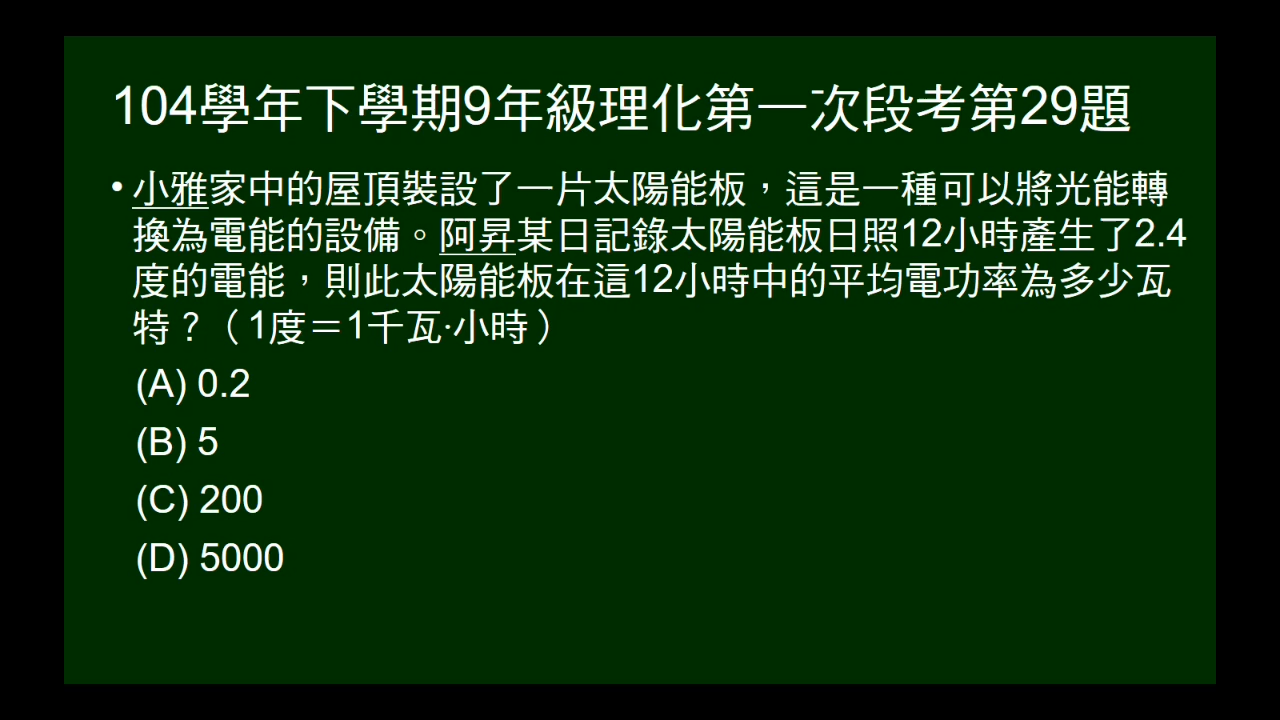 104學年下學期9年級理化第一次段考第29題
• 小雅家中的屋頂裝設了一片太陽能板，這是一種可以將光能轉
換為電能的設備。阿昇某日記錄太陽能板日照12小時產生了2.4
度的電能，則此太陽能板在這12小時中的平均電功率為多少瓦
特？（1度＝1千瓦·小時）
(A) 0.2
(B) 5
(C) 200
(D) 5000